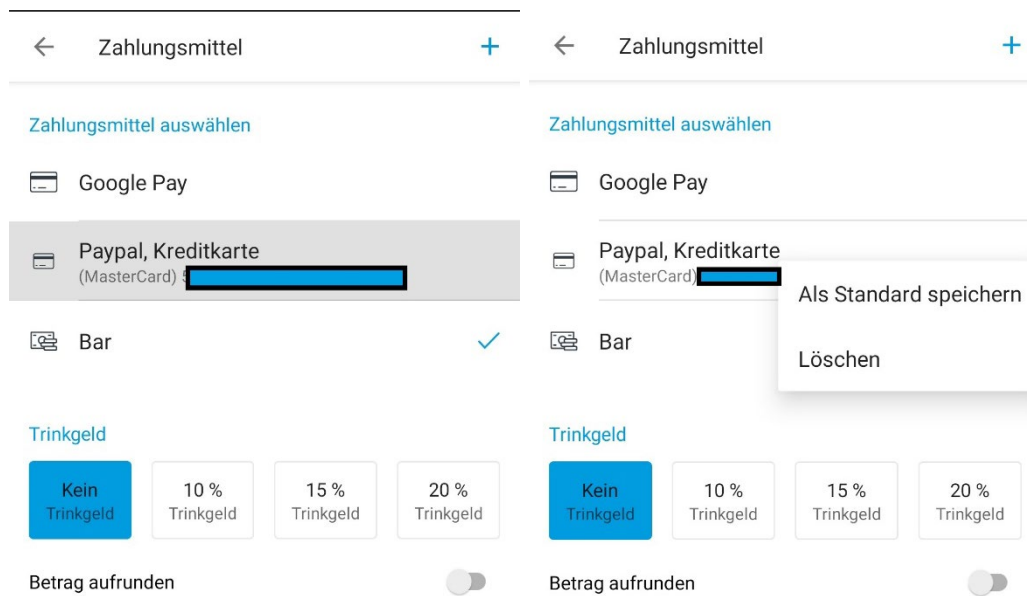 Zahlungsmittel
Zahlungsmittel auswählen
Google Pay
Paypal, Kreditkarte
(MasterCard)
Bar
Trinkgeld
Kein
Trinkgeld
10 %
Trinkgeld
15 %
Trinkgeld
20 %
Trinkgeld
Betrag aufrunden
Zahlungsmittel
Zahlungsmittel auswählen
Google Pay
Paypal, Kreditkarte
(MasterCard)
Als Standard speichern
Löschen
Bar
Trinkgeld
Kein
Trinkgeld
10 %
Trinkgeld
15 %
Trinkgeld
20 %
Trinkgeld
Betrag aufrunden